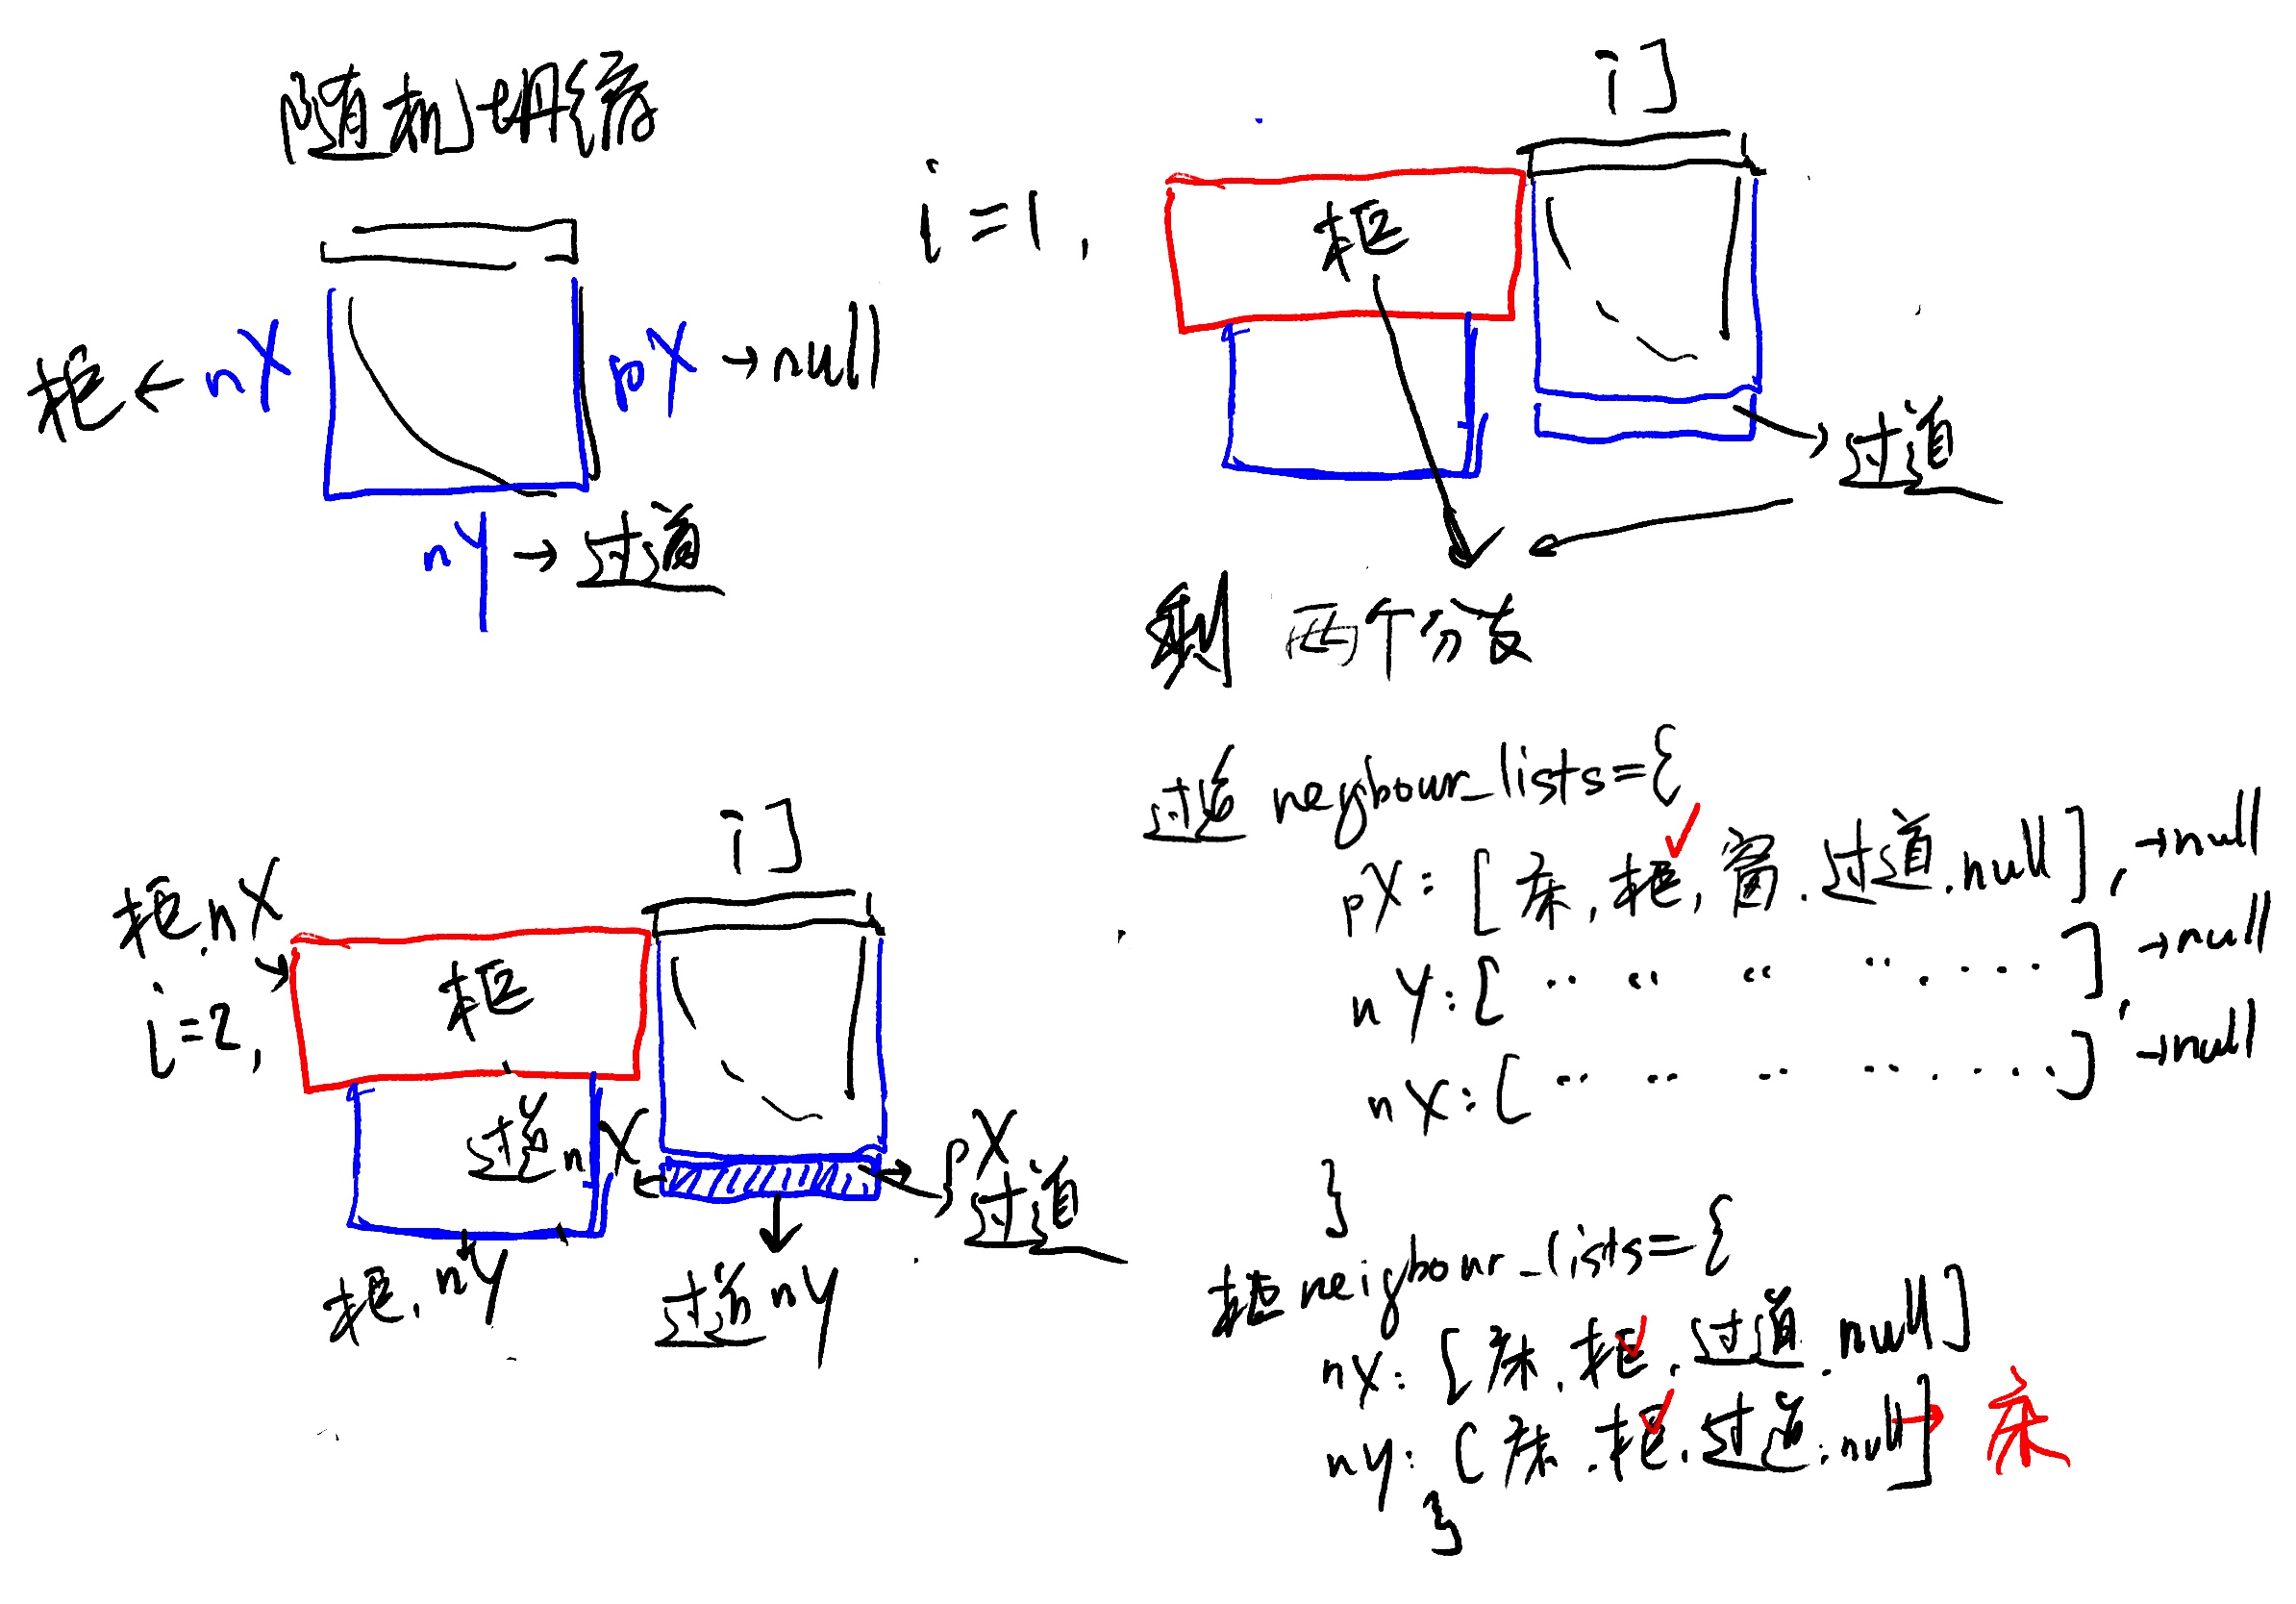 随机坍缩
柜 ← nX
pX → null
nY → 过道
门
i=1,
柜
过道
剩 两个分支
门
柜.nX
i=2,
柜
过道
nX
pX
过道
柜.nY
过道 nY
过道 neigbour_lists={
pX: [床, 柜, 窗. 过道. null], →null
nY: [ ‥ ‥ “ ‥ . . . . ], →null
nX: [ ‥ ‥ ‥ ‥ . . . . ] →null
}
柜 neigbour_lists={
nX: [床. 柜. 过道. null]
ny: [床. 柜. 过道. null] → 床
}